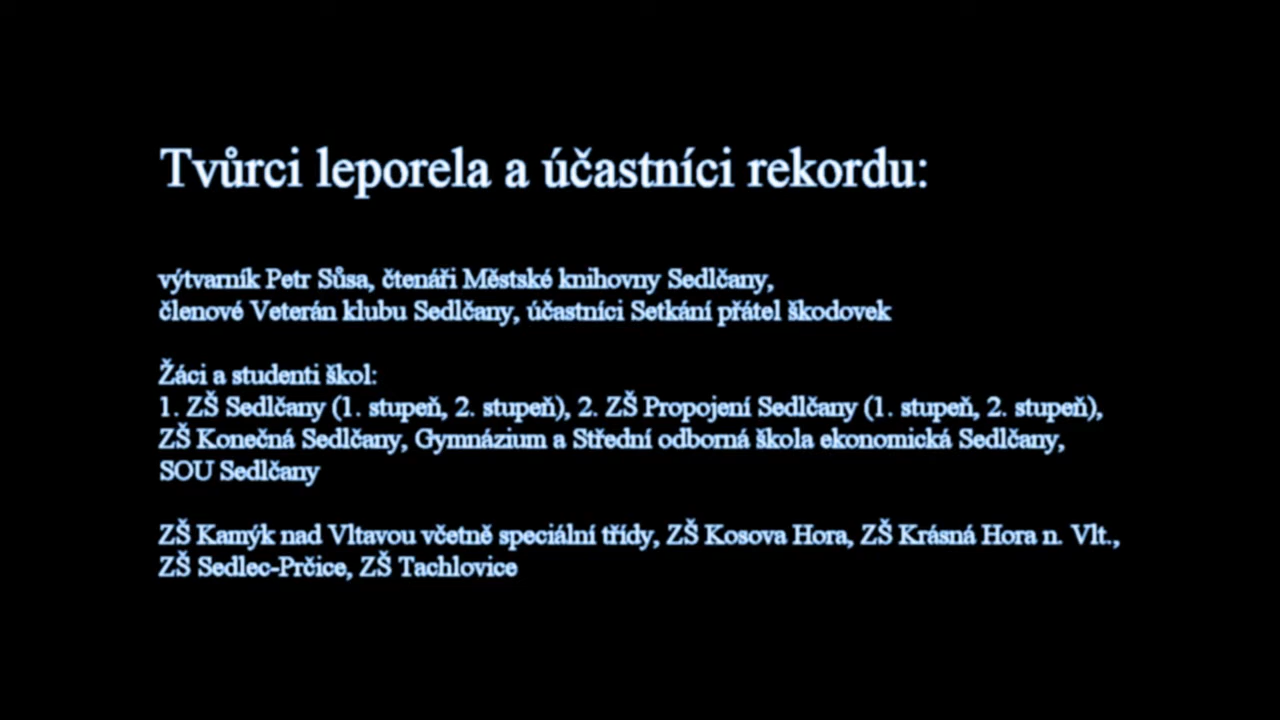 Tvůrci leporela a účastníci rekordu:
výtvarník Petr Sůsa, čtenáři Městské knihovny Sedlčany,
členové Veterán klubu Sedlčany, účastníci Setkání přátel škodovek
Žáci a studenti škol:
1. ZŠ Sedlčany (1. stupeň, 2. stupeň), 2. ZŠ Propojení Sedlčany (1. stupeň, 2. stupeň),
ZŠ Konečná Sedlčany, Gymnázium a Střední odborná škola ekonomická Sedlčany,
SOU Sedlčany
ZŠ Kamýk nad Vltavou včetně speciální třídy, ZŠ Kosova Hora, ZŠ Krásná Hora n. Vlt.,
ZŠ Sedlec-Prčice, ZŠ Tachlovice